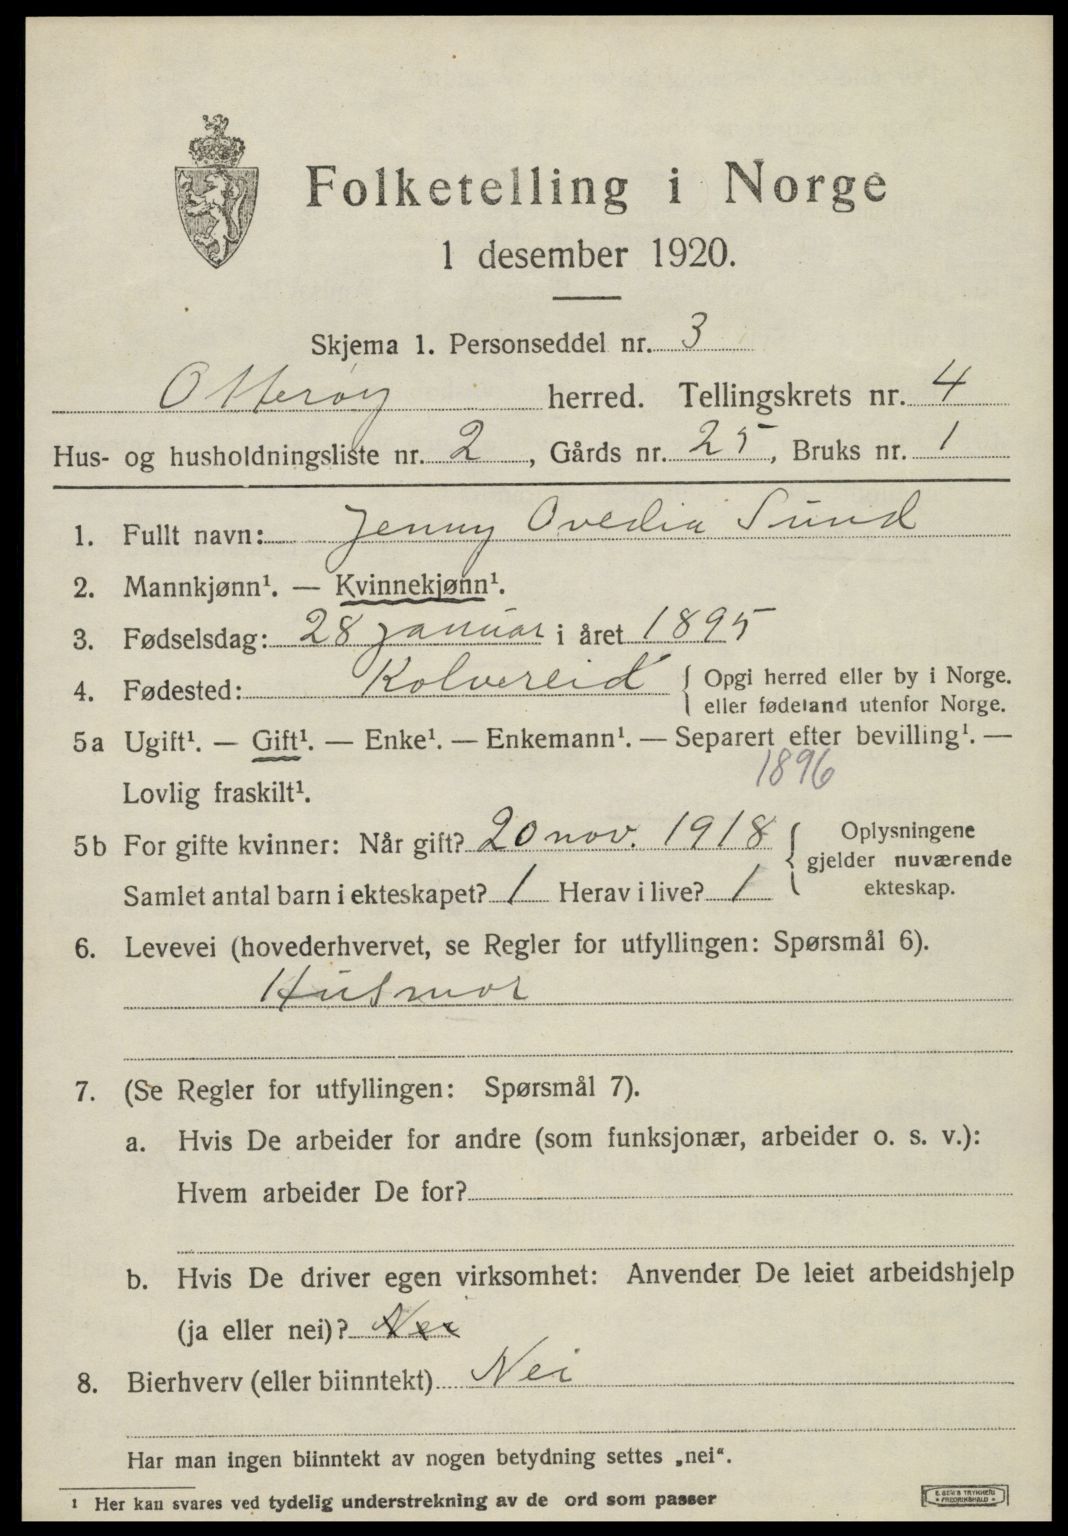 Folketelling i Norge
1 desember 1920.
Skjema 1. Personseddel nr. 3
Otterøy herred. Tellingskrets nr. 4
Hus- og husholdningsliste nr. 2, Gårds nr. 25, Bruks nr. 1
1. Fullt navn: Jenny Ovedia Sund
2. Mannkjønn¹. — Kvinnekjønn¹.
3. Fødselsdag: 28 januar i året 1895
4. Fødested: Kolvereid { Opgi herred eller by i Norge.
eller fødeland utenfor Norge.
5a Ugift¹. — Gift¹. — Enke¹. — Enkemann¹. — Separert efter bevilling¹. —
1896
Lovlig fraskilt¹.
5b For gifte kvinner: Når gift? 20 nov. 1918 { Oplysningene
gjelder nuværende
ekteskap.
Samlet antal barn i ekteskapet? 1 Herav i live? 1
6. Levevei (hovederhvervet, se Regler for utfyllingen: Spørsmål 6).
Husmor
7. (Se Regler for utfyllingen: Spørsmål 7).
a. Hvis De arbeider for andre (som funksjonær, arbeider o. s. v.):
Hvem arbeider De for?
b. Hvis De driver egen virksomhet: Anvender De leiet arbeidshjelp
(ja eller nei)? Nei
8. Bierhverv (eller biinntekt) Nei
Har man ingen biinntekt av nogen betydning settes „nei“.
¹ Her kan svares ved tydelig understrekning av de ord som passer
E. SEM'S TRYKKERI
FREDRIKSHALD